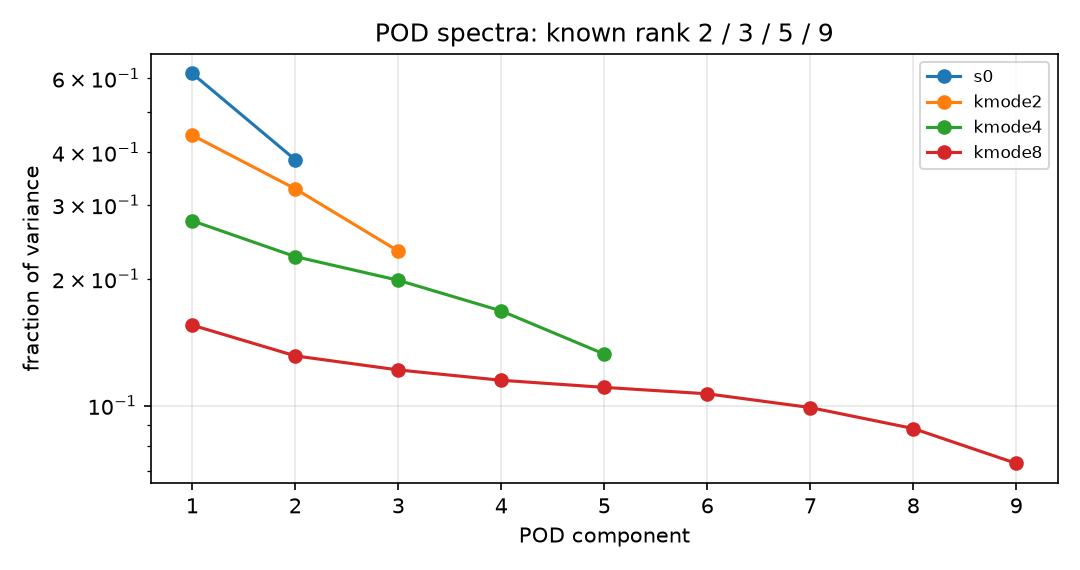 POD spectra: known rank 2 / 3 / 5 / 9
s0
kmode2
kmode4
kmode8
fraction of variance
6 × 10⁻¹
4 × 10⁻¹
3 × 10⁻¹
2 × 10⁻¹
10⁻¹
1 2 3 4 5 6 7 8 9
POD component